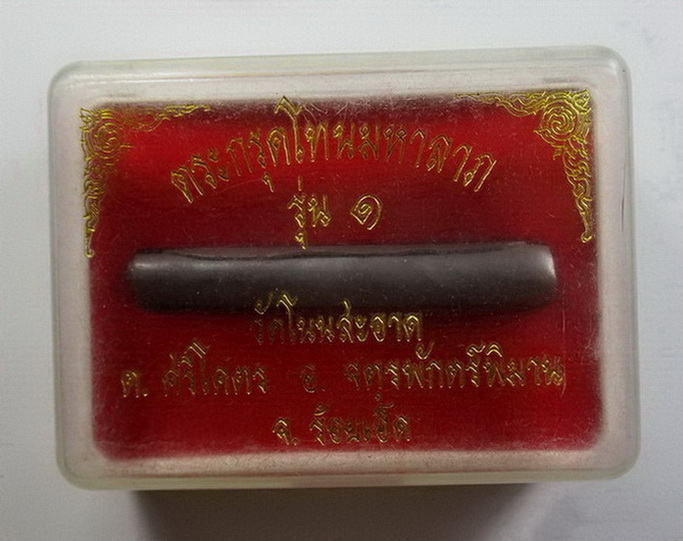 ตระกรุดโทนมหาลาภ
รุ่น ๑
วัดโนนสะอาด
ต. ศรีโคตร อ. จตุรพักตร์พิมาน
จ. ร้อยเอ็ด